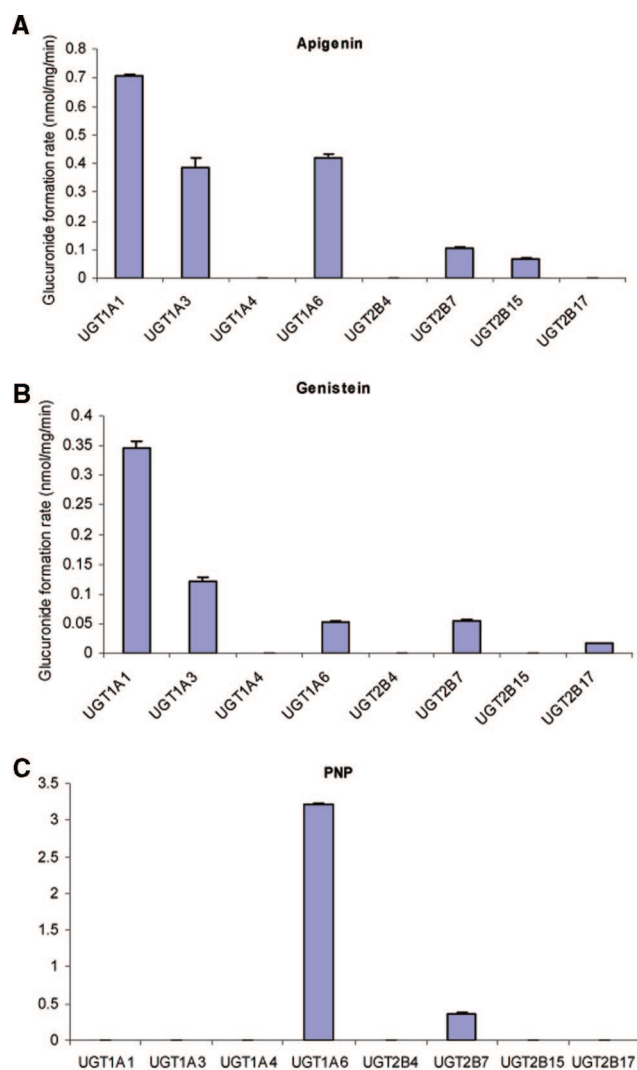 A
Apigenin
Glucuronide formation rate (nmol/mg/min)
0.8
0.7
0.6
0.5
0.4
0.3
0.2
0.1
0
UGT1A1 UGT1A3 UGT1A4 UGT1A6 UGT2B4 UGT2B7 UGT2B15 UGT2B17
B
Genistein
Glucuronide formation rate (nmol/mg/min)
0.4
0.35
0.3
0.25
0.2
0.15
0.1
0.05
0
UGT1A1 UGT1A3 UGT1A4 UGT1A6 UGT2B4 UGT2B7 UGT2B15 UGT2B17
C
PNP
3.5
3
2.5
2
1.5
1
0.5
0
UGT1A1 UGT1A3 UGT1A4 UGT1A6 UGT2B4 UGT2B7 UGT2B15 UGT2B17